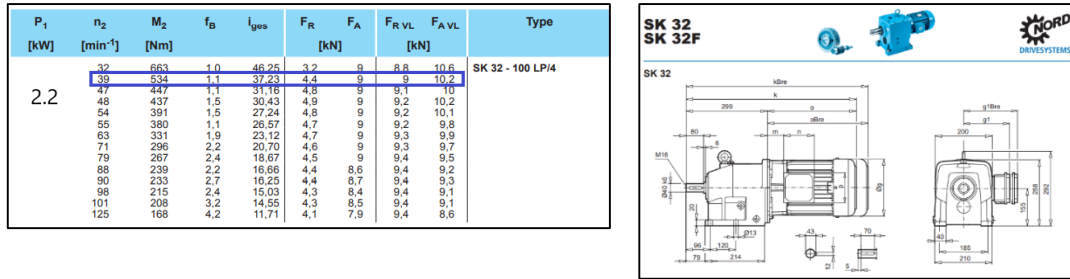 P1 n2 M2 fB iges FR FA FR VL FA VL Type
[kW] [min-1] [Nm] [kN] [kN]
32 663 1,0 46,25 3,2 9 8,8 10,6 SK 32 - 100 LP/4
39 534 1,1 37,23 4,4 9 9 10,2
2.2
47 447 1,1 31,16 4,8 9 9,1 10
48 437 1,5 30,43 4,9 9 9,2 10,2
54 391 1,5 27,24 4,8 9 9,2 10,1
55 380 1,1 26,57 4,7 9 9,2 9,8
63 331 1,9 23,12 4,7 9 9,3 9,9
71 296 2,2 20,70 4,6 9 9,3 9,7
79 267 2,4 18,67 4,5 9 9,4 9,5
88 239 2,2 16,66 4,4 8,6 9,4 9,2
90 233 2,7 16,25 4,4 8,7 9,4 9,3
98 215 2,4 15,03 4,3 8,4 9,4 9,1
101 208 3,2 14,55 4,3 8,5 9,4 9,1
125 168 4,2 11,71 4,1 7,9 9,4 8,6
SK 32
SK 32F
NORD
DRIVESYSTEMS
SK 32
kBre
k
299 o
oBre
80 m n
6
M16
Ø40 k6
20
Ø13
96 120
79 214
Øg
43 70
12 5
g1Bre
g1
200
155
268
292
40
185
210